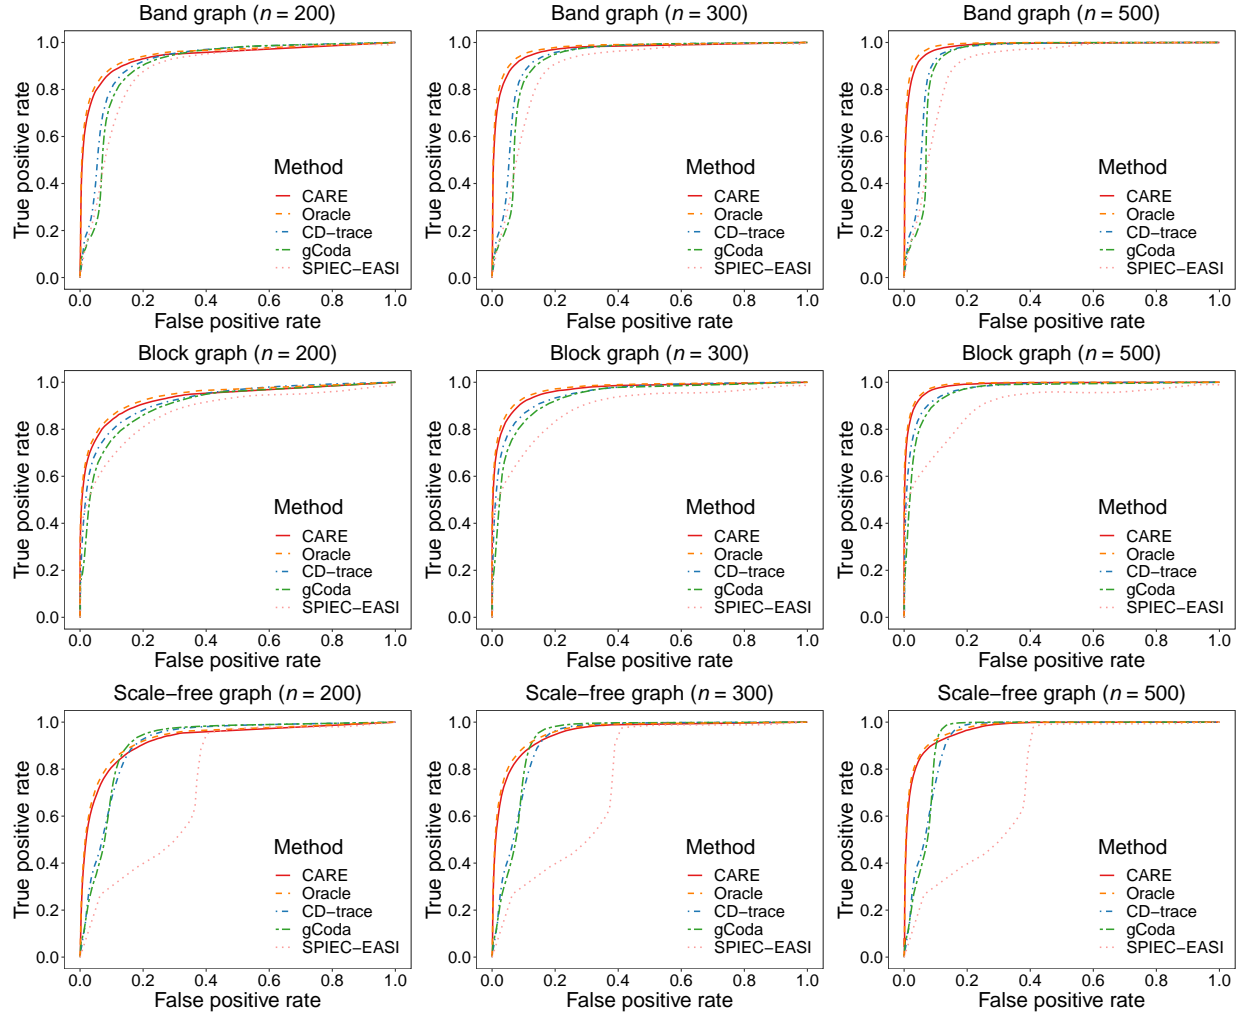 Band graph (n = 200)
True positive rate
1.0
0.8
0.6
0.4
0.2
0.0
Method
CARE
Oracle
CD−trace
gCoda
SPIEC−EASI
0.0 0.2 0.4 0.6 0.8 1.0
False positive rate
Band graph (n = 300)
True positive rate
1.0
0.8
0.6
0.4
0.2
0.0
Method
CARE
Oracle
CD−trace
gCoda
SPIEC−EASI
0.0 0.2 0.4 0.6 0.8 1.0
False positive rate
Band graph (n = 500)
True positive rate
1.0
0.8
0.6
0.4
0.2
0.0
Method
CARE
Oracle
CD−trace
gCoda
SPIEC−EASI
0.0 0.2 0.4 0.6 0.8 1.0
False positive rate
Block graph (n = 200)
True positive rate
1.0
0.8
0.6
0.4
0.2
0.0
Method
CARE
Oracle
CD−trace
gCoda
SPIEC−EASI
0.0 0.2 0.4 0.6 0.8 1.0
False positive rate
Block graph (n = 300)
True positive rate
1.0
0.8
0.6
0.4
0.2
0.0
Method
CARE
Oracle
CD−trace
gCoda
SPIEC−EASI
0.0 0.2 0.4 0.6 0.8 1.0
False positive rate
Block graph (n = 500)
True positive rate
1.0
0.8
0.6
0.4
0.2
0.0
Method
CARE
Oracle
CD−trace
gCoda
SPIEC−EASI
0.0 0.2 0.4 0.6 0.8 1.0
False positive rate
Scale−free graph (n = 200)
True positive rate
1.0
0.8
0.6
0.4
0.2
0.0
Method
CARE
Oracle
CD−trace
gCoda
SPIEC−EASI
0.0 0.2 0.4 0.6 0.8 1.0
False positive rate
Scale−free graph (n = 300)
True positive rate
1.0
0.8
0.6
0.4
0.2
0.0
Method
CARE
Oracle
CD−trace
gCoda
SPIEC−EASI
0.0 0.2 0.4 0.6 0.8 1.0
False positive rate
Scale−free graph (n = 500)
True positive rate
1.0
0.8
0.6
0.4
0.2
0.0
Method
CARE
Oracle
CD−trace
gCoda
SPIEC−EASI
0.0 0.2 0.4 0.6 0.8 1.0
False positive rate